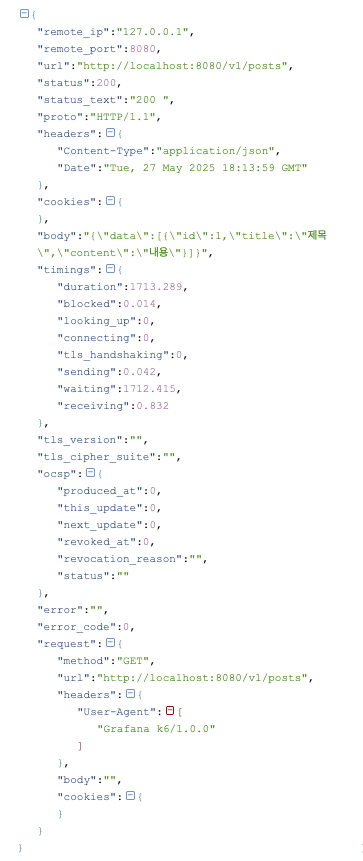 {
"remote_ip":"127.0.0.1",
"remote_port":8080,
"url":"http://localhost:8080/v1/posts",
"status":200,
"status_text":"200 ",
"proto":"HTTP/1.1",
"headers":{
"Content-Type":"application/json",
"Date":"Tue, 27 May 2025 18:13:59 GMT"
},
"cookies":{
},
"body":"{\"data\":[{\"id\":1,\"title\":\"제목
\",\"content\":\"내용\"}]}",
"timings":{
"duration":1713.289,
"blocked":0.014,
"looking_up":0,
"connecting":0,
"tls_handshaking":0,
"sending":0.042,
"waiting":1712.415,
"receiving":0.832
},
"tls_version":"",
"tls_cipher_suite":"",
"ocsp":{
"produced_at":0,
"this_update":0,
"next_update":0,
"revoked_at":0,
"revocation_reason":"",
"status":""
},
"error":"",
"error_code":0,
"request":{
"method":"GET",
"url":"http://localhost:8080/v1/posts",
"headers":{
"User-Agent":[
"Grafana k6/1.0.0"
]
},
"body":"",
"cookies":{
}
}
}